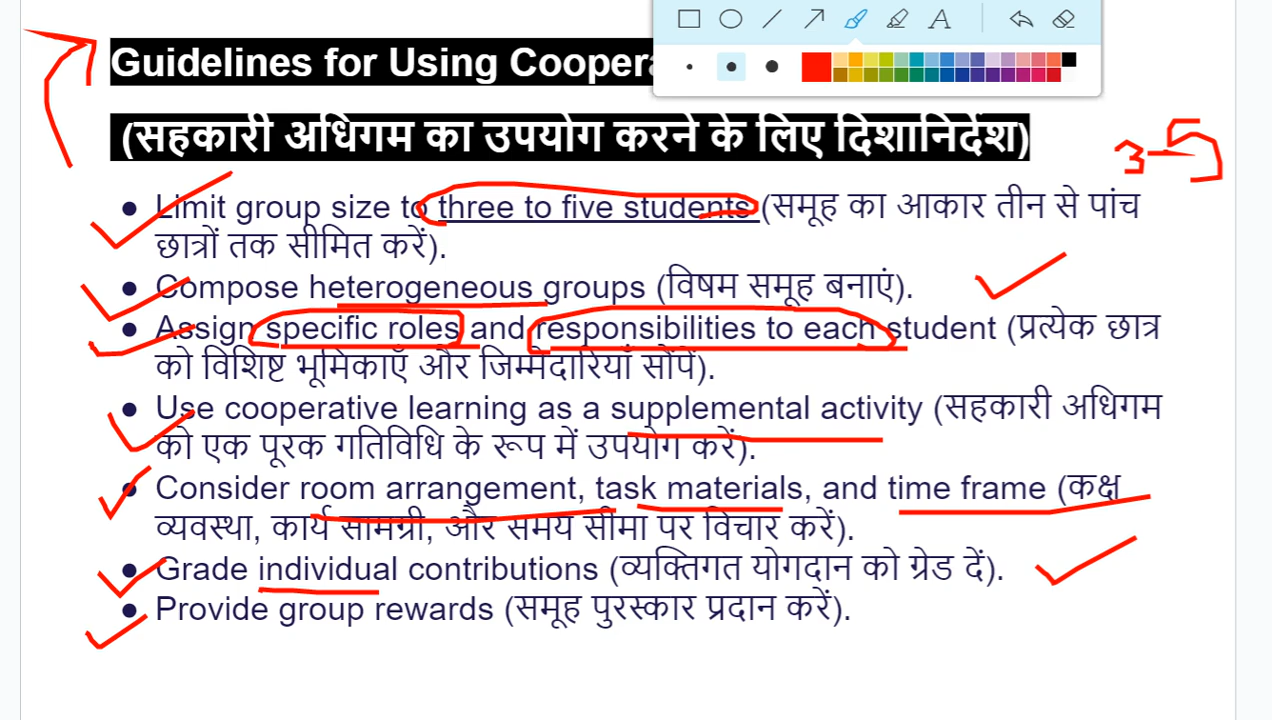 Guidelines for Using Coopera
(सहकारी अधिगम का उपयोग करने के लिए दिशानिर्देश)
3-5
● Limit group size to three to five students (समूह का आकार तीन से पांच
छात्रों तक सीमित करें).
● Compose heterogeneous groups (विषम समूह बनाएं).
● Assign specific roles and responsibilities to each student (प्रत्येक छात्र
को विशिष्ट भूमिकाएँ और जिम्मेदारियाँ सौंपें).
● Use cooperative learning as a supplemental activity (सहकारी अधिगम
को एक पूरक गतिविधि के रूप में उपयोग करें).
● Consider room arrangement, task materials, and time frame (कक्ष
व्यवस्था, कार्य सामग्री, और समय सीमा पर विचार करें).
● Grade individual contributions (व्यक्तिगत योगदान को ग्रेड दें).
● Provide group rewards (समूह पुरस्कार प्रदान करें).